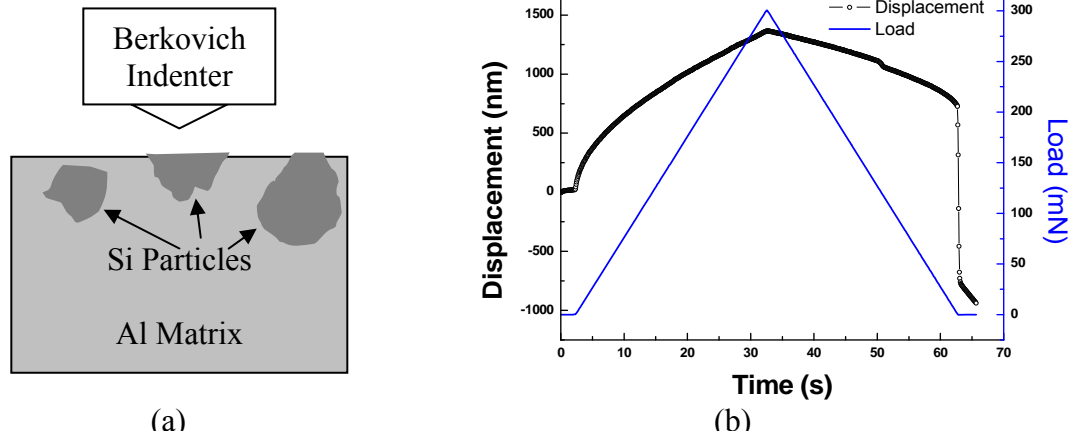 Berkovich
Indenter
Si Particles
Al Matrix
(a)
Displacement
Load
1500
1000
500
0
-500
-1000
Displacement (nm)
300
250
200
150
100
50
0
Load (mN)
0 10 20 30 40 50 60 70
Time (s)
(b)